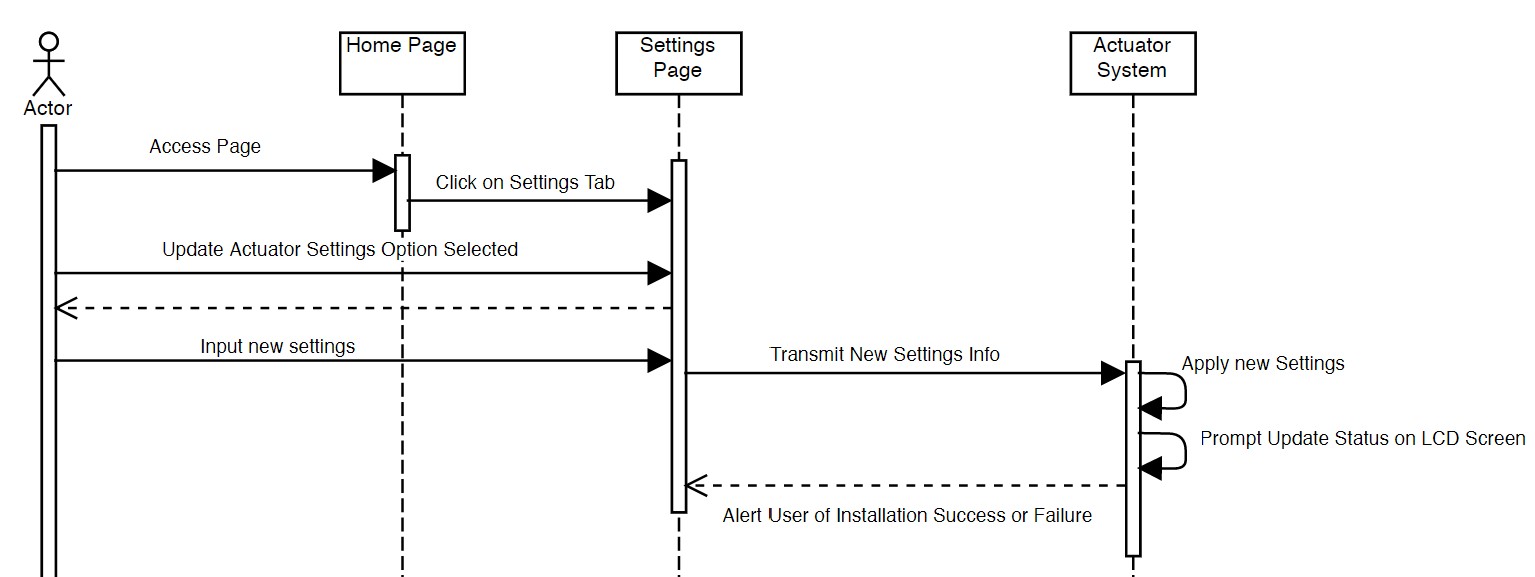 Home Page
Settings
Page
Actuator
System
Actor
Access Page
Click on Settings Tab
Update Actuator Settings Option Selected
Input new settings
Transmit New Settings Info
Apply new Settings
Prompt Update Status on LCD Screen
Alert User of Installation Success or Failure